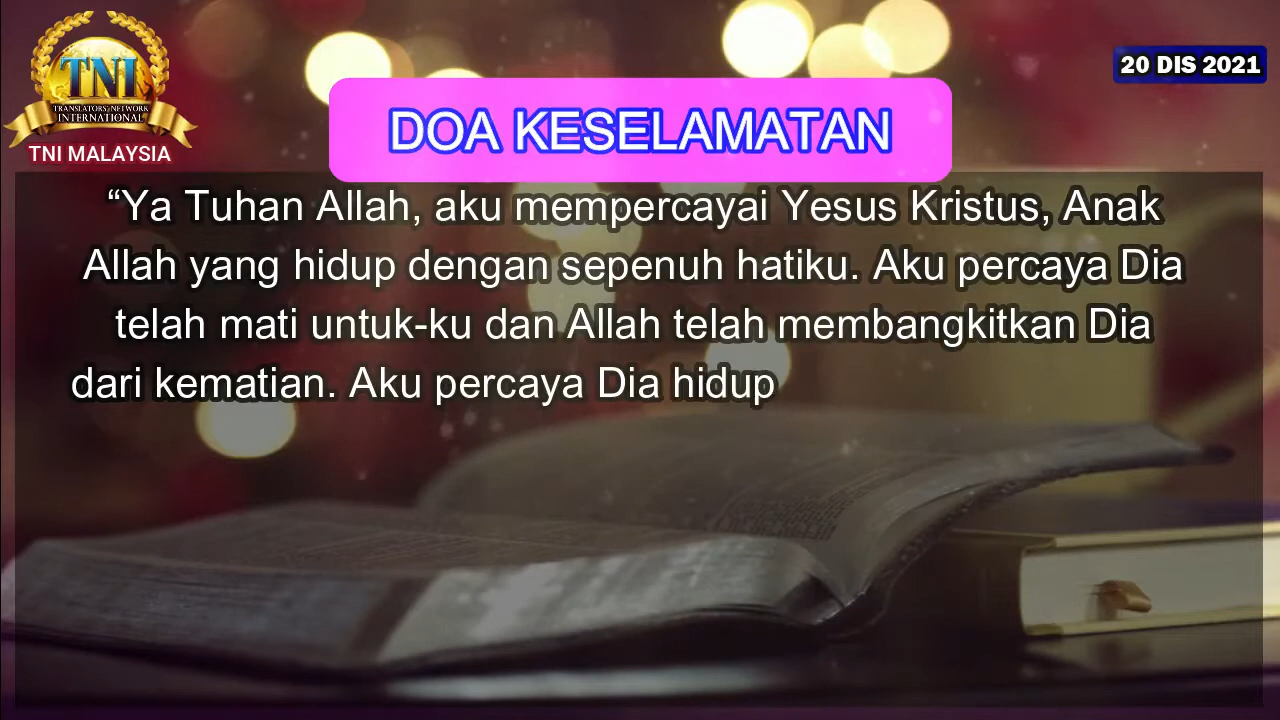 TNI
TRANSLATORS' NETWORK
INTERNATIONAL
TNI MALAYSIA
20 DIS 2021
DOA KESELAMATAN
“Ya Tuhan Allah, aku mempercayai Yesus Kristus, Anak
Allah yang hidup dengan sepenuh hatiku. Aku percaya Dia
telah mati untuk-ku dan Allah telah membangkitkan Dia
dari kematian. Aku percaya Dia hidup